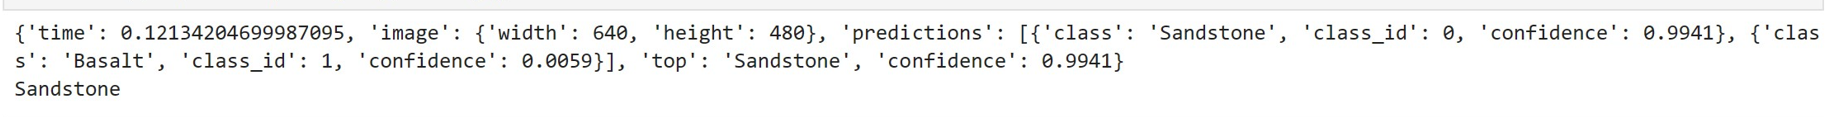 {'time': 0.12134204699987095, 'image': {'width': 640, 'height': 480}, 'predictions': [{'class': 'Sandstone', 'class_id': 0, 'confidence': 0.9941}, {'clas
s': 'Basalt', 'class_id': 1, 'confidence': 0.0059}], 'top': 'Sandstone', 'confidence': 0.9941}
Sandstone